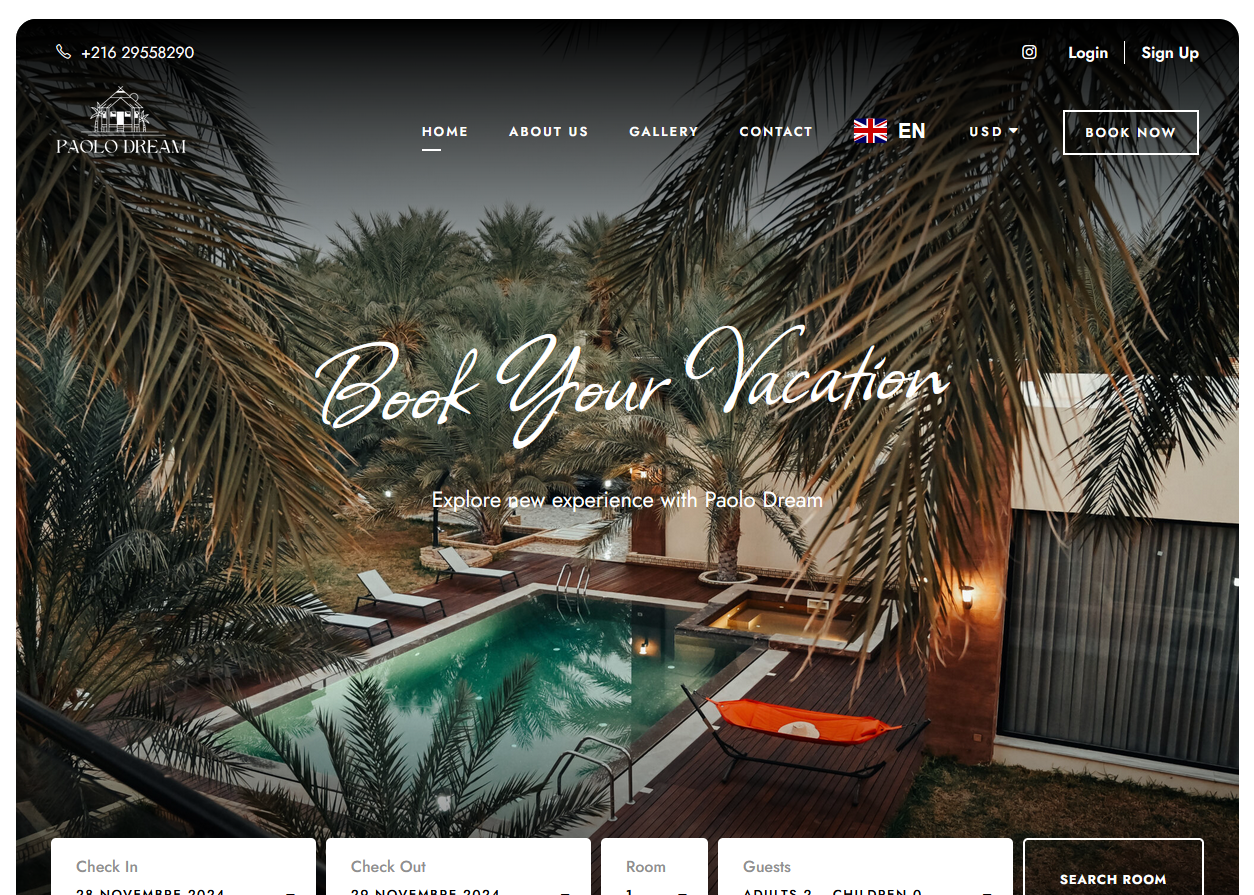 +216 29558290
Login
Sign Up
PAOLO DREAM
HOME
ABOUT US
GALLERY
CONTACT
EN
USD
BOOK NOW
Book Your Vacation
Explore new experience with Paolo Dream
Check In
Check Out
Room
Guests
28 NOVEMBRE 2024
29 NOVEMBRE 2024
1
ADULTS 2
CHILDREN 0
SEARCH ROOM